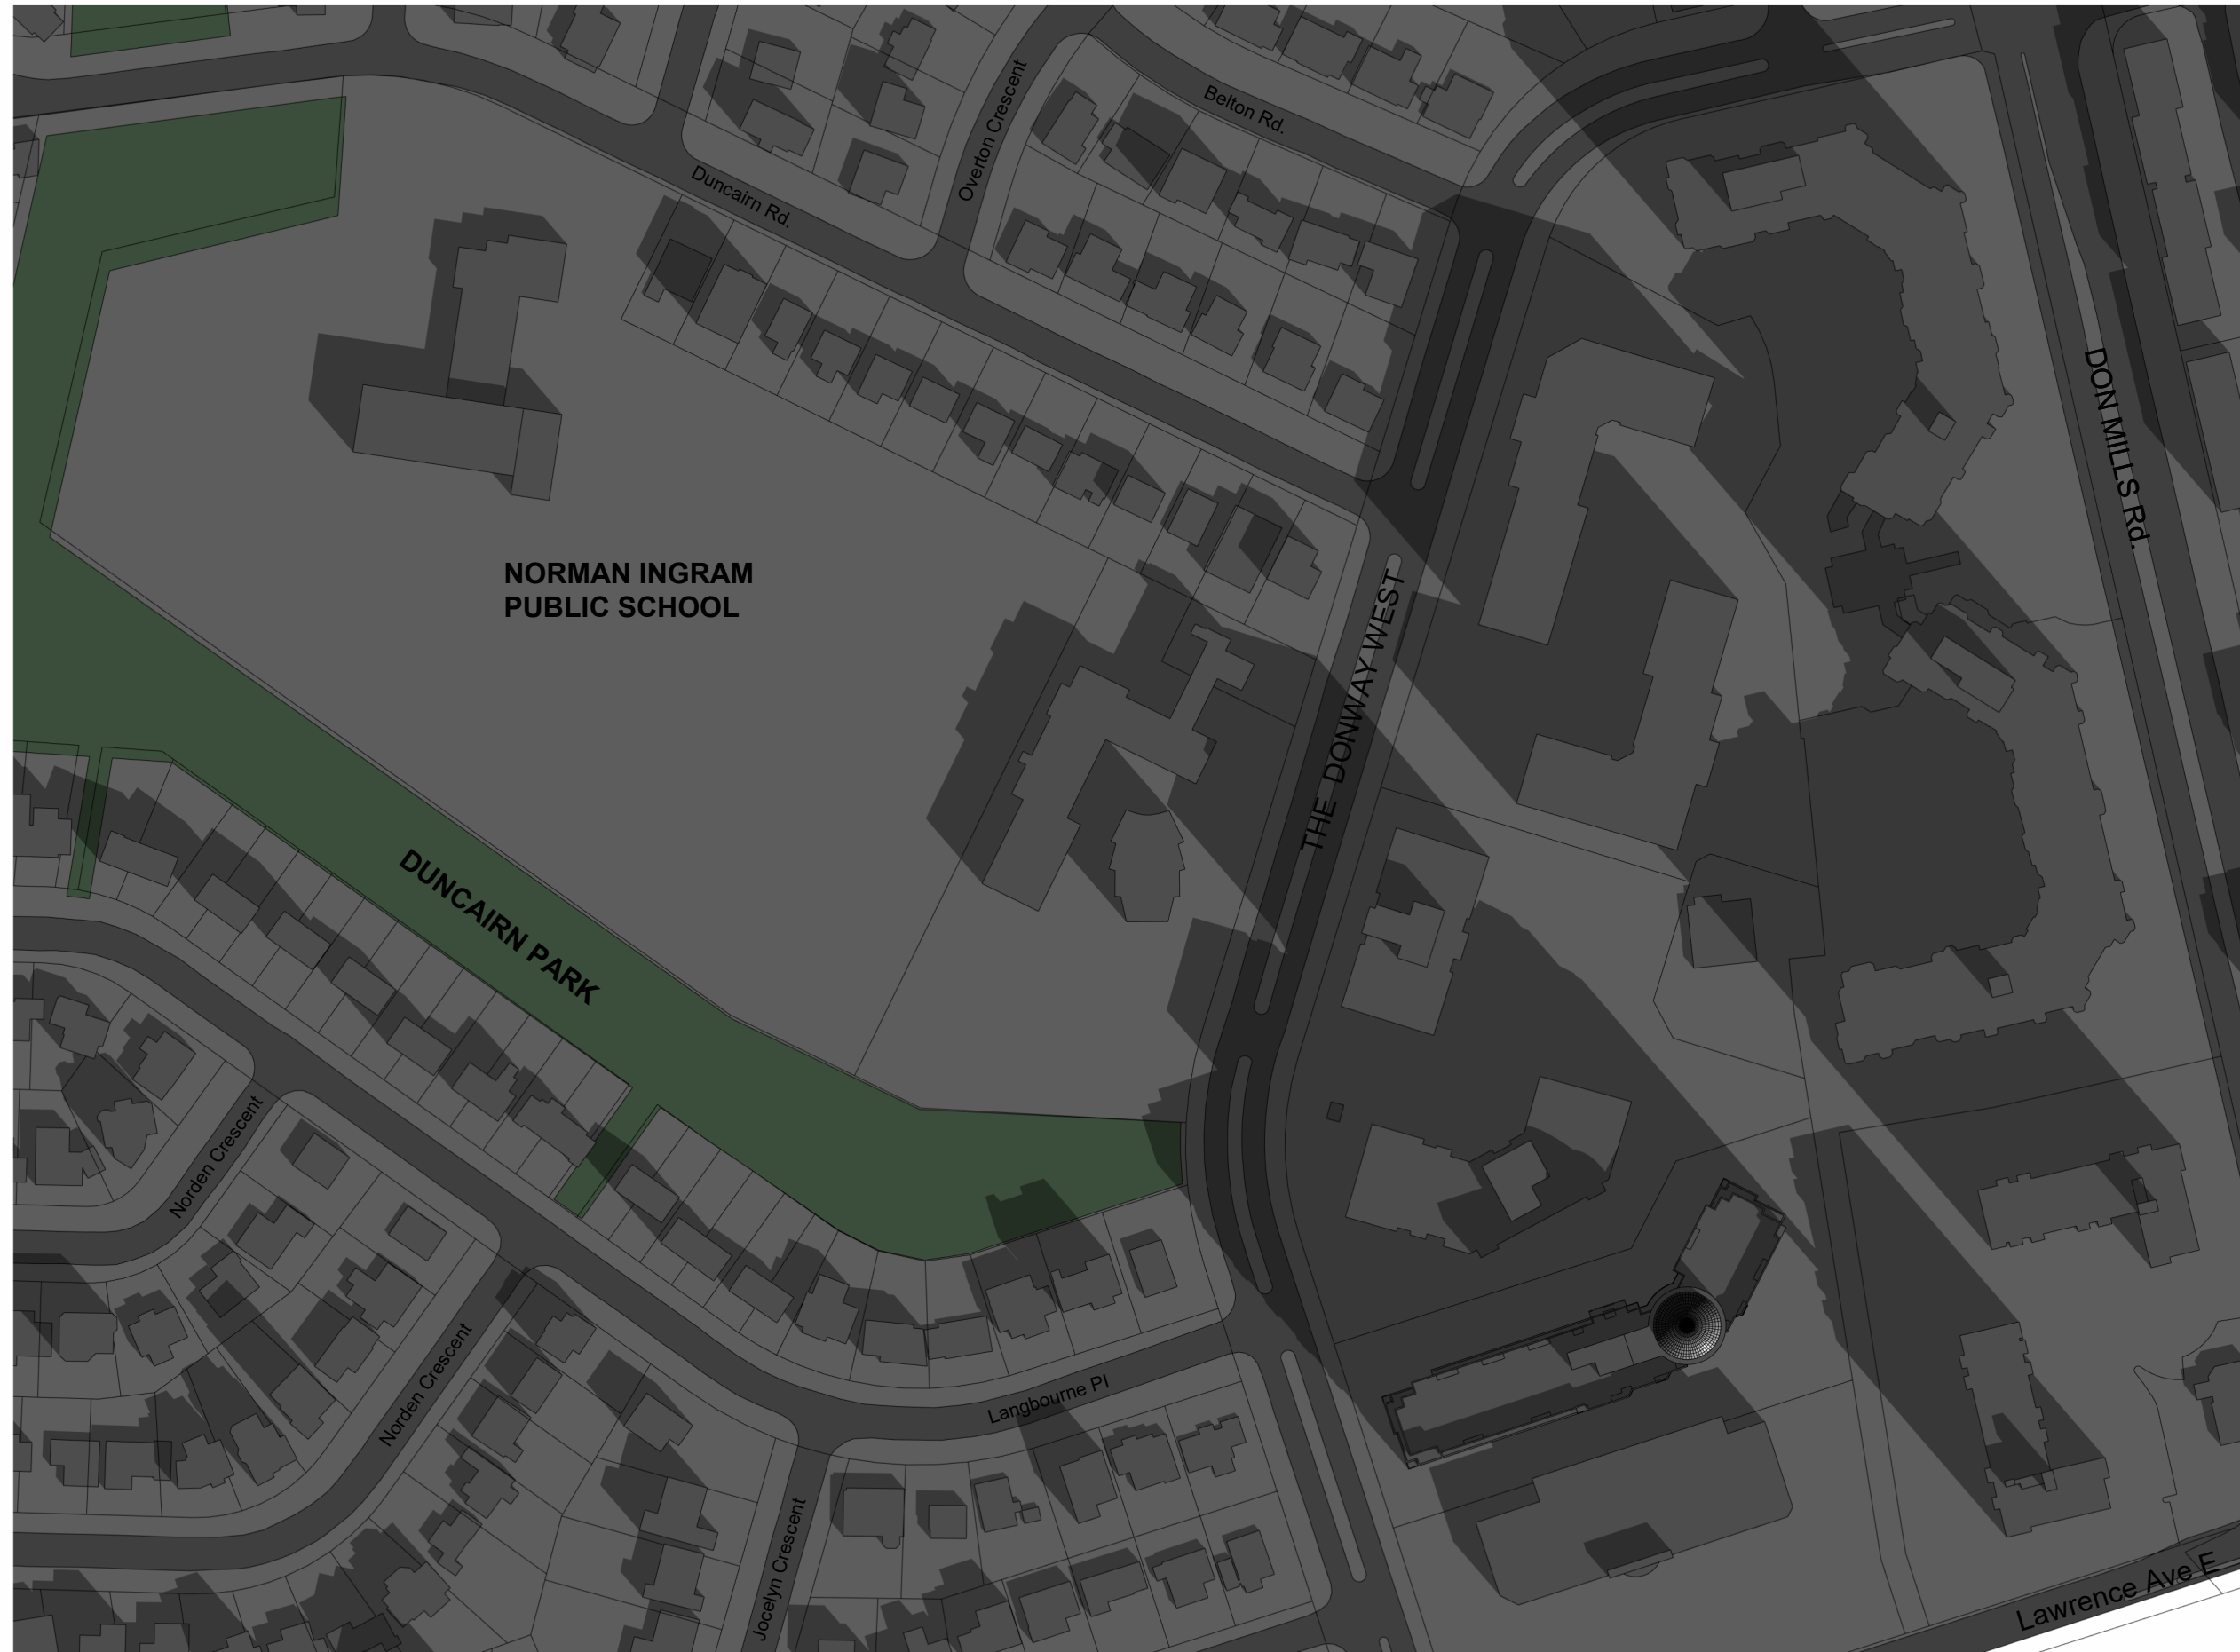 Belton Rd.
Overton Crescent
Duncairn Rd.
DON MILLS Rd.
NORMAN INGRAM
PUBLIC SCHOOL
THE DONWAY WEST
DUNCAIRN PARK
Norden Crescent
Norden Crescent
Langbourne Pl
Jocelyn Crescent
Lawrence Ave E